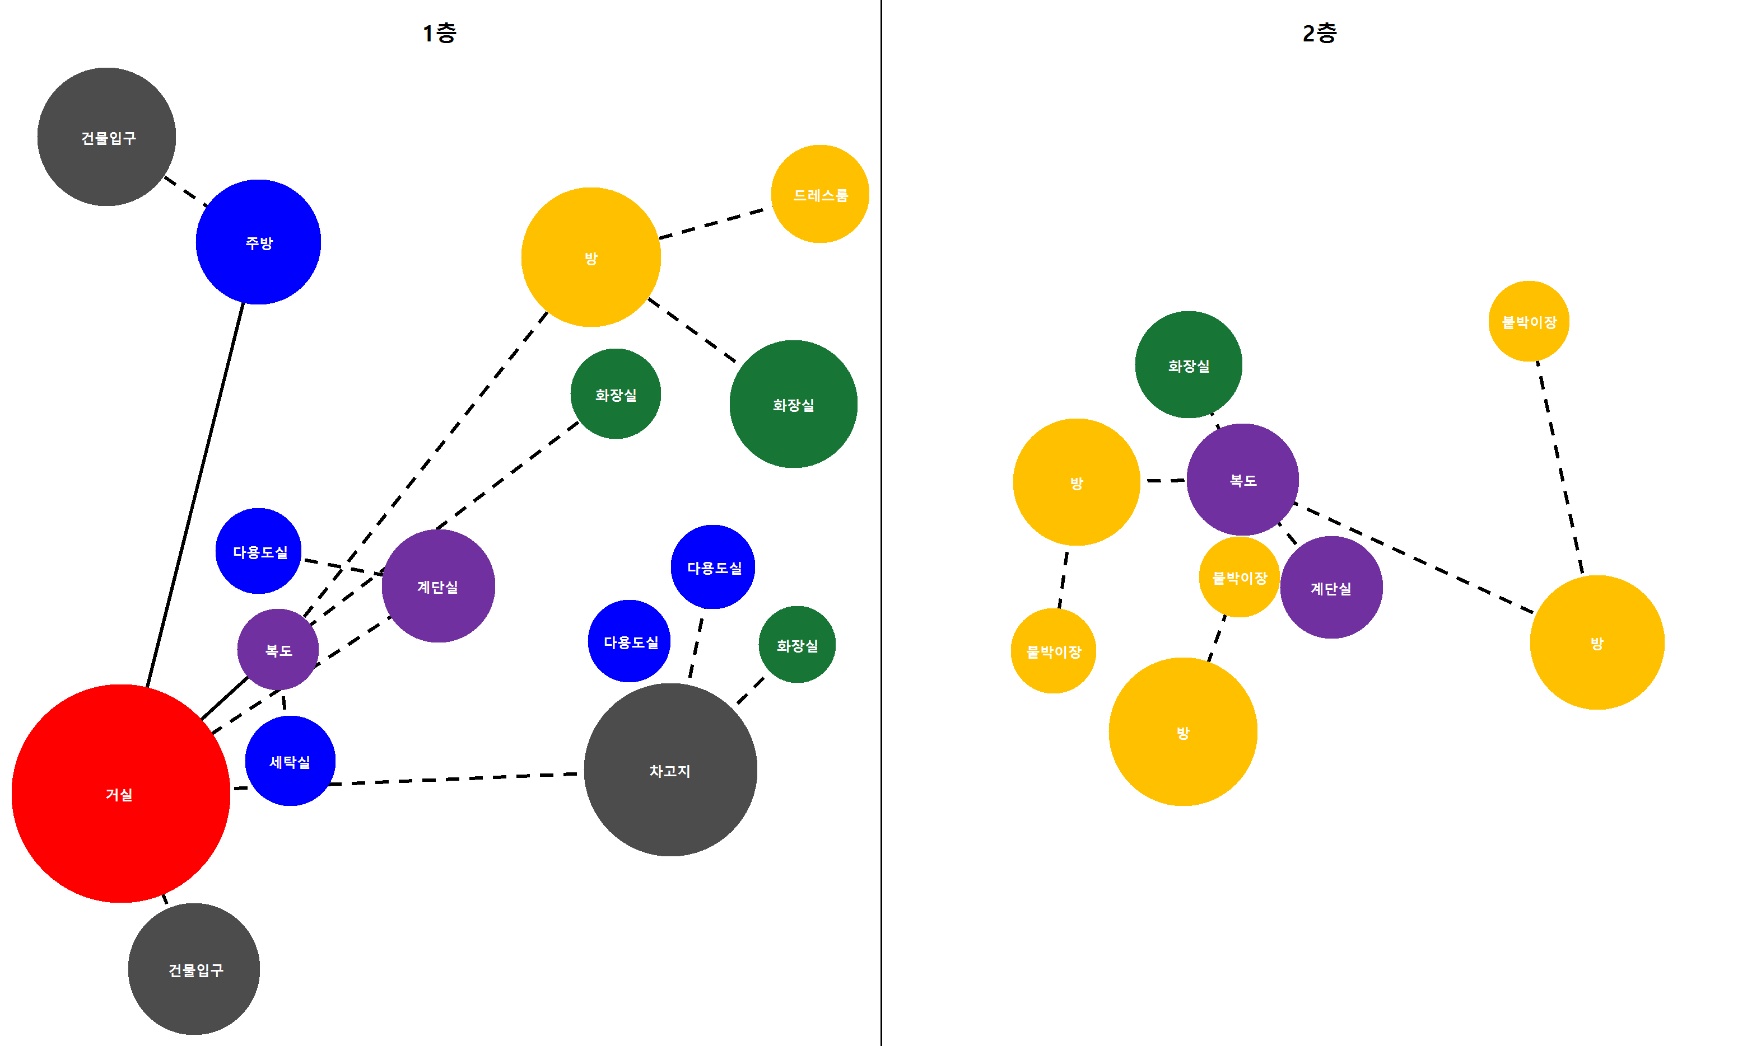 1층
건물입구
주방
드레스룸
방
화장실
화장실
다용도실
계단실
다용도실
다용도실
복도
화장실
세탁실
차고지
거실
건물입구
2층
붙박이장
화장실
방
복도
붙박이장
계단실
붙박이장
방
방